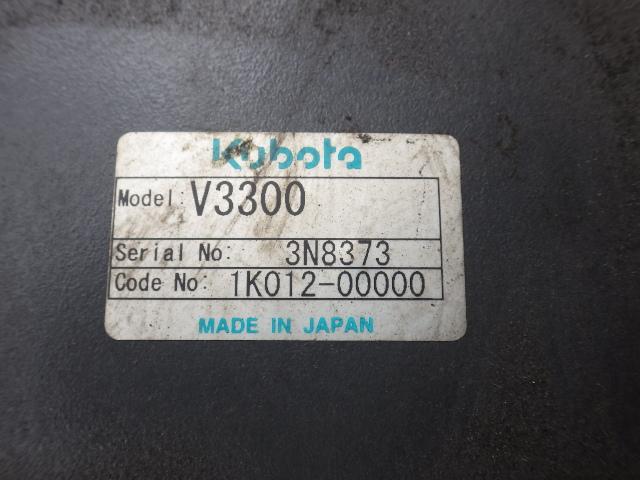 Kubota
Model: V3300
Serial No: 3N8373
Code No: 1K012-00000
MADE IN JAPAN